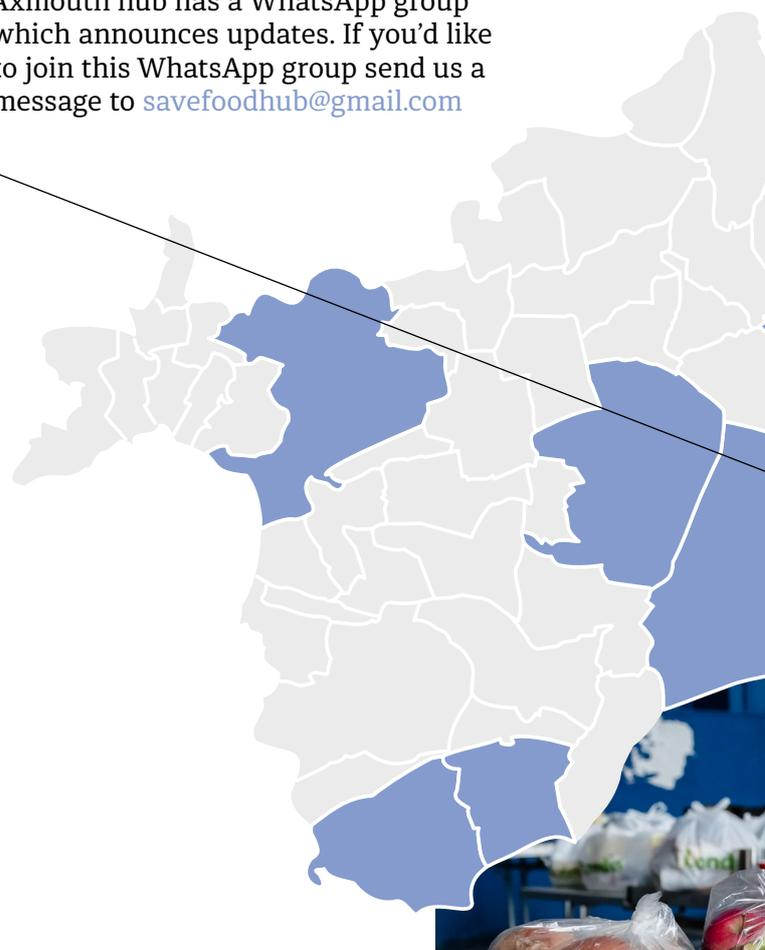 Axmouth hub has a WhatsApp group
which announces updates. If you’d like
to join this WhatsApp group send us a
message to savefoodhub@gmail.com